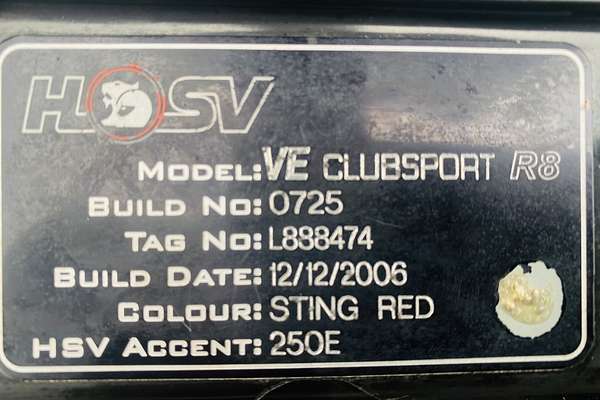 HSV
MODEL: VE CLUBSPORT R8
BUILD NO: 0725
TAG NO: L888474
BUILD DATE: 12/12/2006
COLOUR: STING RED
HSV ACCENT: 250E